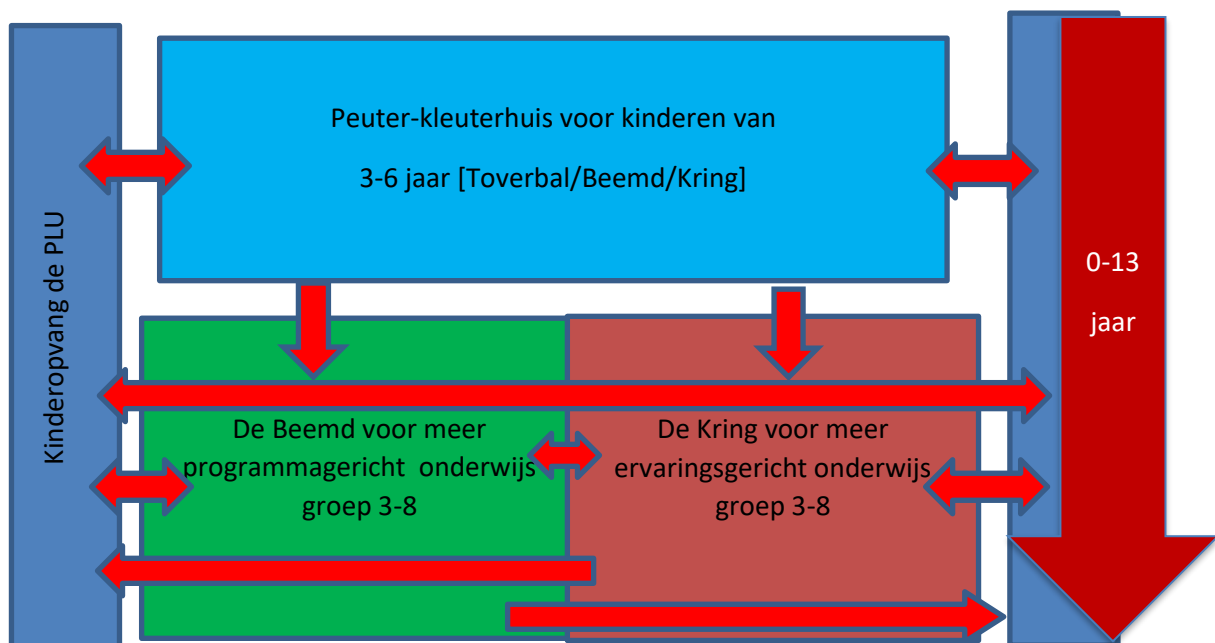 Peuter-kleuterhuis voor kinderen van
3-6 jaar [Toverbal/Beemd/Kring]
Kinderopvang de PLU
0-13
jaar
De Beemd voor meer
programmagericht onderwijs
groep 3-8
De Kring voor meer
ervaringsgericht onderwijs
groep 3-8